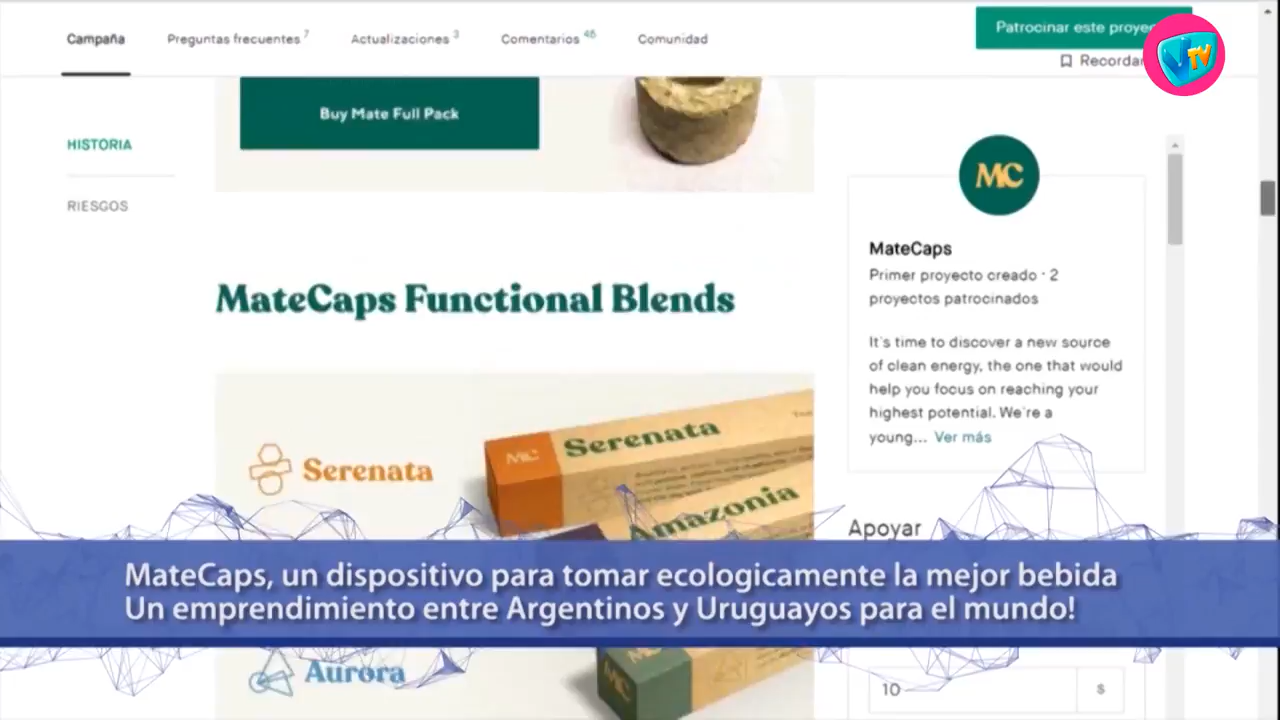 Campaña
Preguntas frecuentes 7
Actualizaciones 3
Comentarios 46
Comunidad
Patrocinar este proye
Recordar
TV
Buy Mate Full Pack
HISTORIA
RIESGOS
MC
MateCaps
Primer proyecto creado · 2
proyectos patrocinados
It's time to discover a new source
of clean energy, the one that would
help you focus on reaching your
highest potential. We're a
young... Ver más
MateCaps Functional Blends
Serenata
MC
Serenata
Amazonia
Apoyar
MateCaps, un dispositivo para tomar ecologicamente la mejor bebida
Un emprendimiento entre Argentinos y Uruguayos para el mundo!
Aurora
MC
10
$